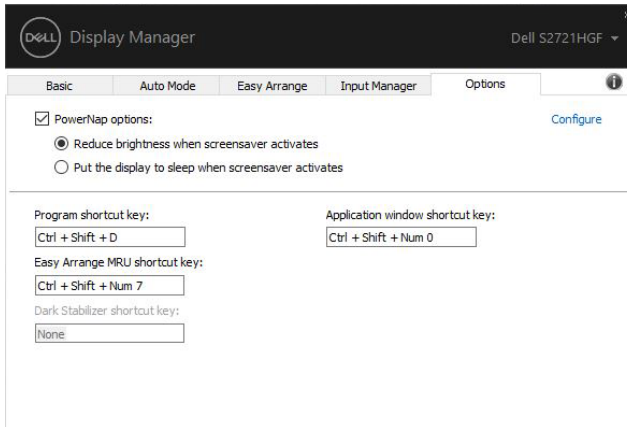 DELL Display Manager
Dell S2721HGF
Basic Auto Mode Easy Arrange Input Manager Options
PowerNap options: Configure
Reduce brightness when screensaver activates
Put the display to sleep when screensaver activates
Program shortcut key: Application window shortcut key:
Ctrl + Shift + D Ctrl + Shift + Num 0
Easy Arrange MRU shortcut key:
Ctrl + Shift + Num 7
Dark Stabilizer shortcut key:
None